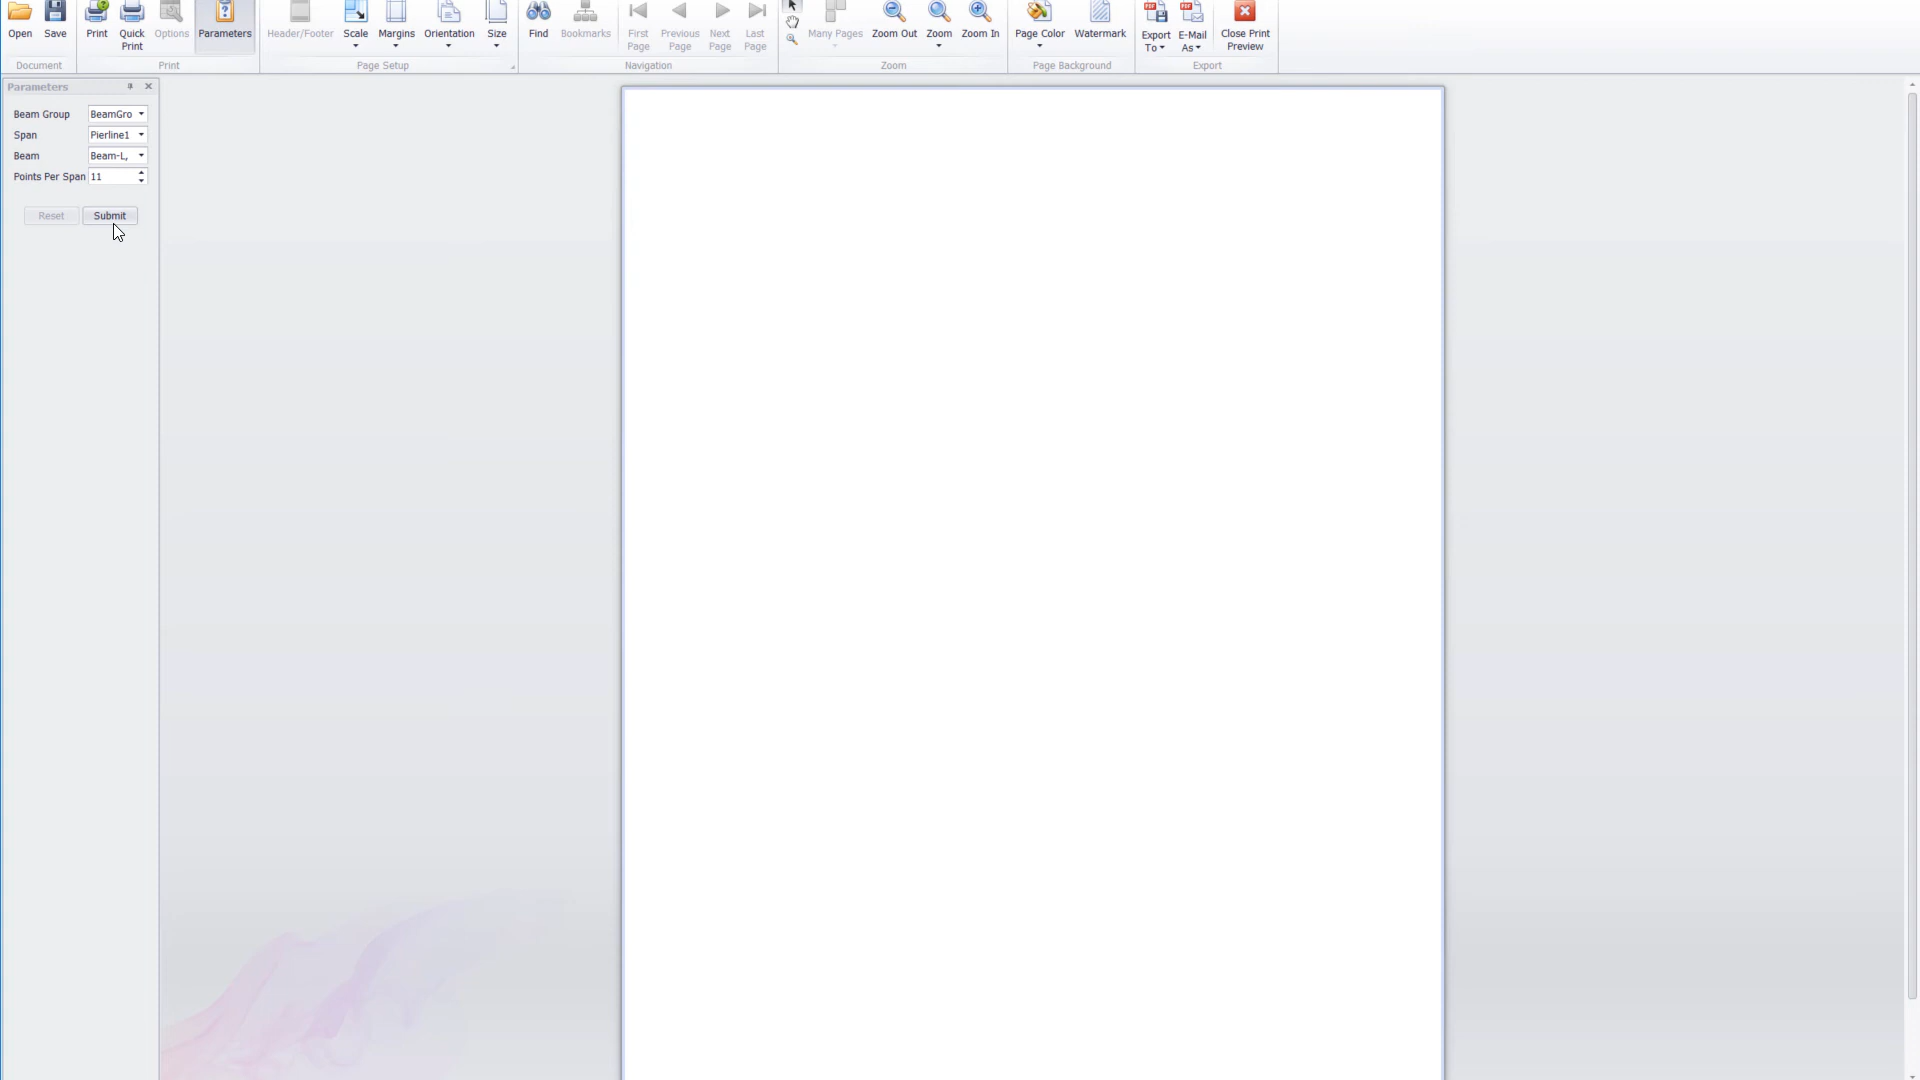 Open Save Print Quick Print Options Parameters Header/Footer Scale Margins Orientation Size Find Bookmarks First Page Previous Page Next Page Last Page Many Pages Zoom Out Zoom Zoom In Page Color Watermark Export To E-Mail As Close Print Preview
Document Print Page Setup Navigation Zoom Page Background Export
Parameters
Beam Group BeamGro
Span Pierline1
Beam Beam-L,
Points Per Span 11
Reset Submit